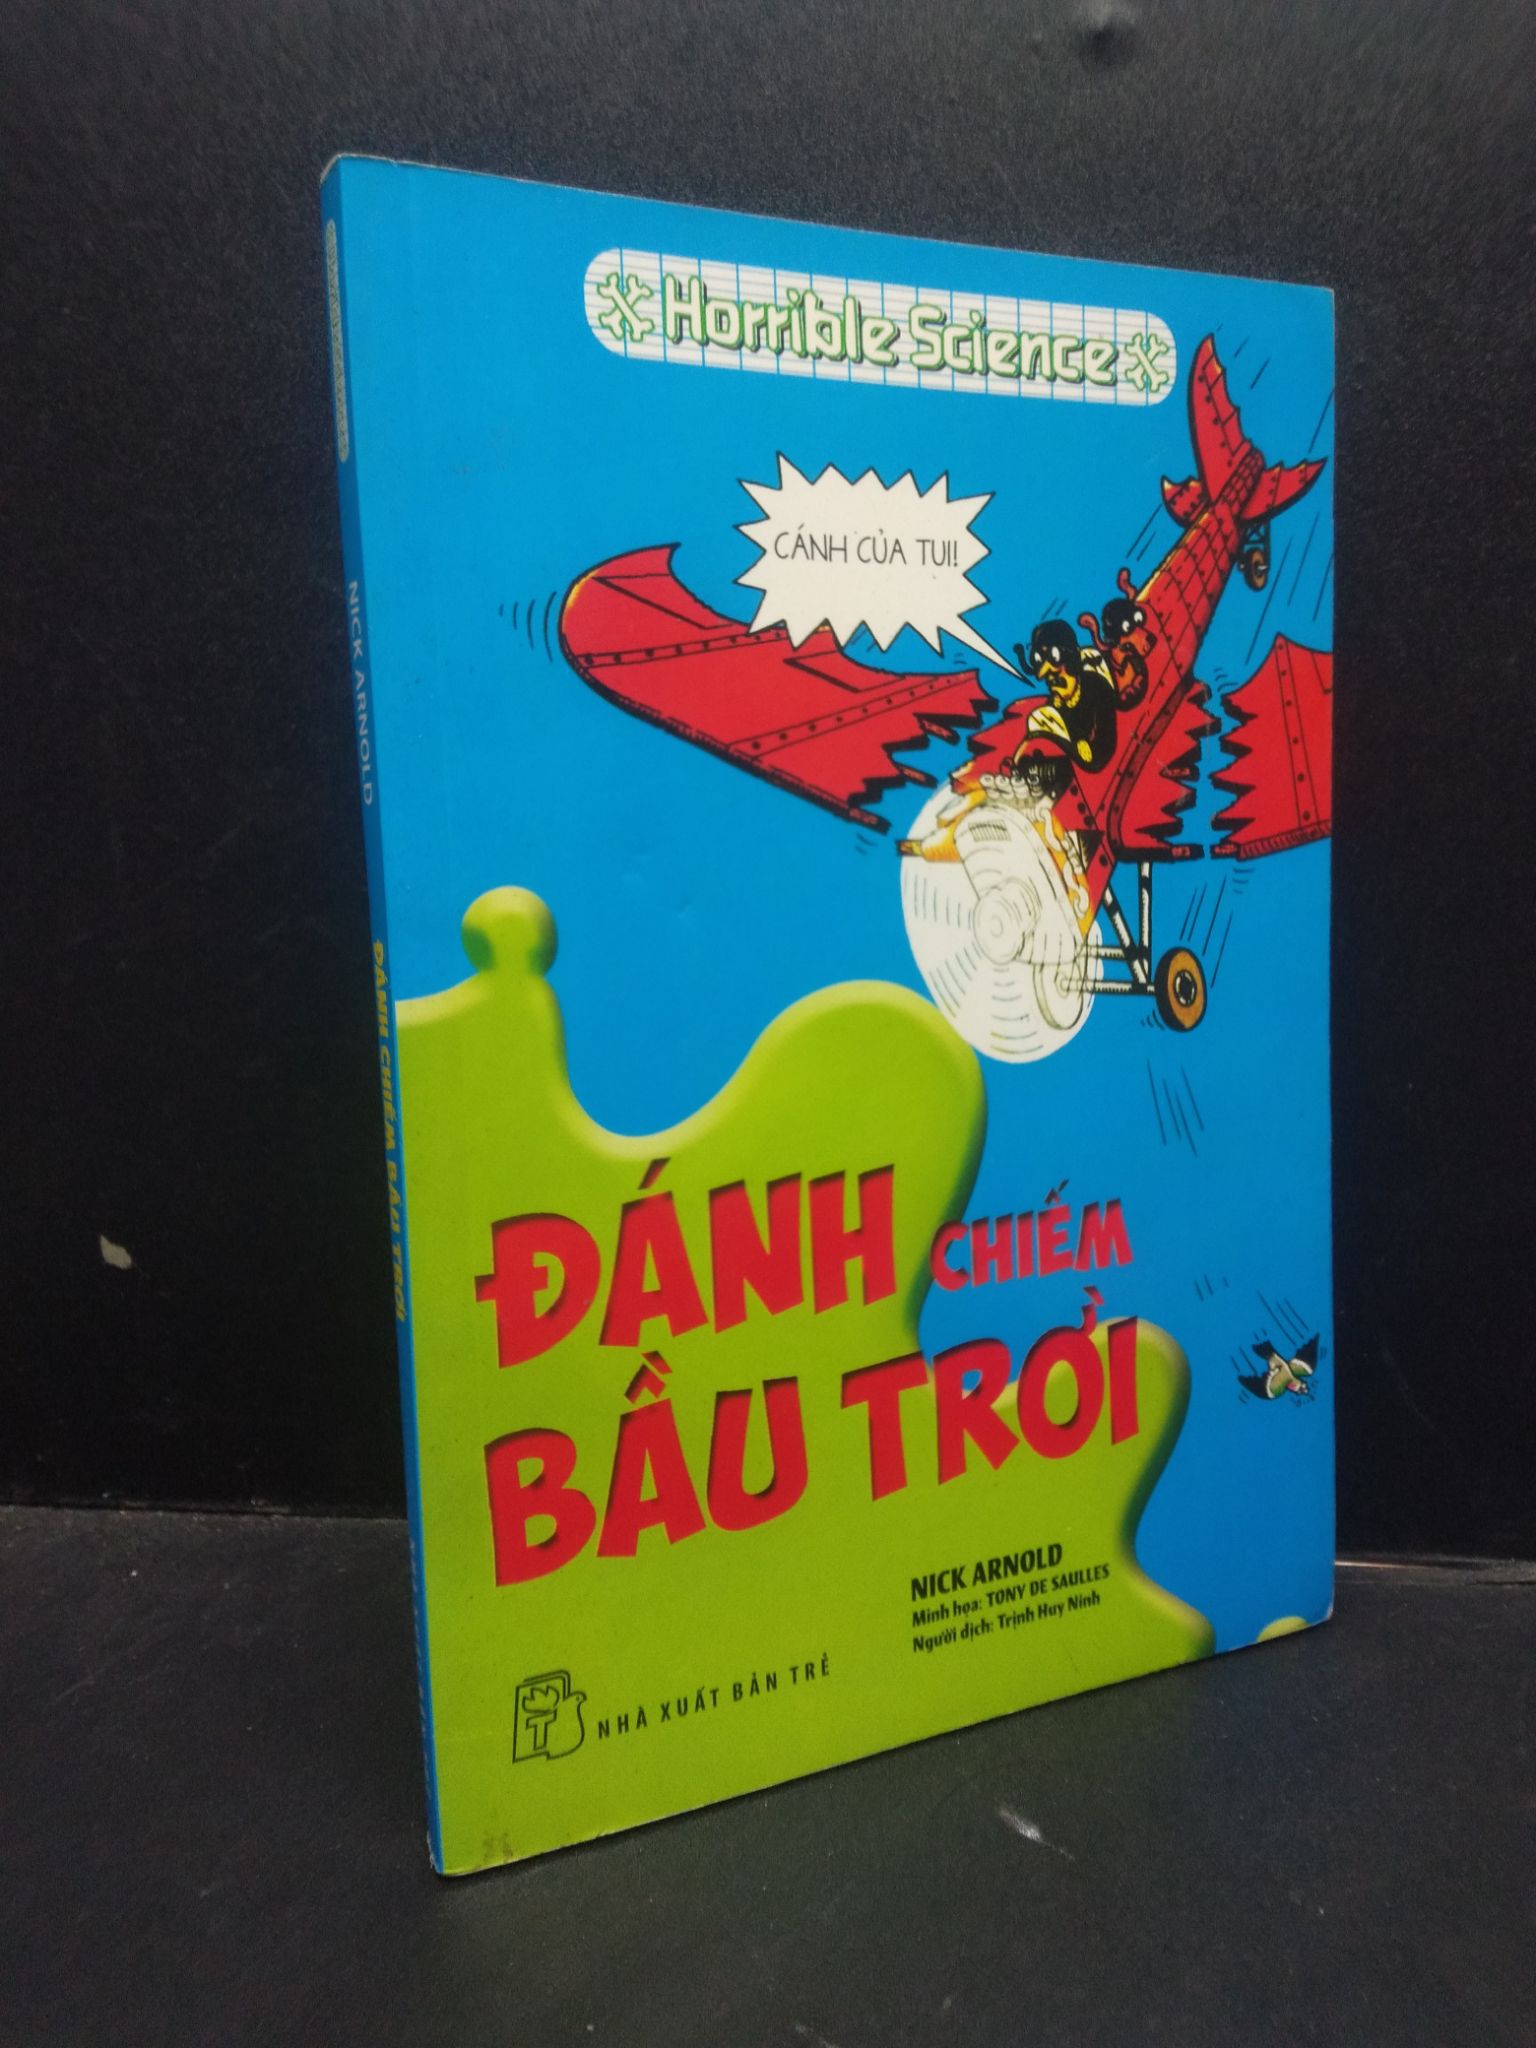 Horrible Science
CÁNH CỦA TUI!
ĐÁNH CHIẾM
BẦU TRỜI
NICK ARNOLD
Minh họa: TONY DE SAULLES
Người dịch: Trịnh Huy Ninh
NHÀ XUẤT BẢN TRẺ
NICK ARNOLD
ĐÁNH CHIẾM BẦU TRỜI